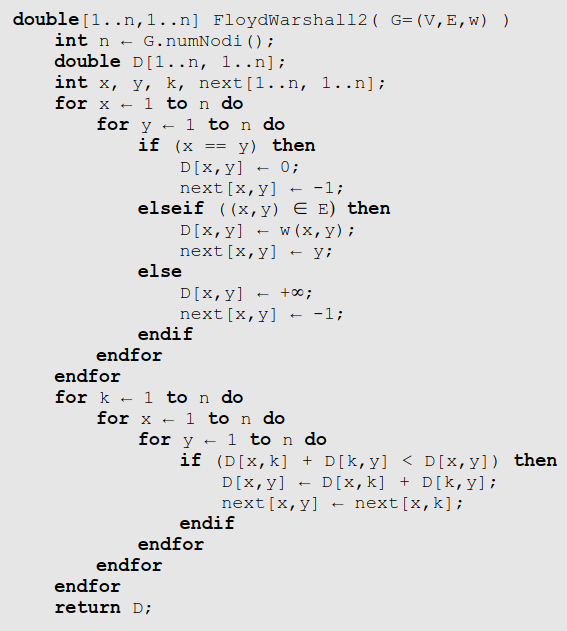 double[1..n,1..n] FloydWarshall2( G=(V,E,w) )
    int n ← G.numNodi();
    double D[1..n, 1..n];
    int x, y, k, next[1..n, 1..n];
    for x ← 1 to n do
        for y ← 1 to n do
            if (x == y) then
                D[x,y] ← 0;
                next[x,y] ← -1;
            elseif ((x,y) ∈ E) then
                D[x,y] ← w(x,y);
                next[x,y] ← y;
            else
                D[x,y] ← +∞;
                next[x,y] ← -1;
            endif
        endfor
    endfor
    for k ← 1 to n do
        for x ← 1 to n do
            for y ← 1 to n do
                if (D[x,k] + D[k,y] < D[x,y]) then
                    D[x,y] ← D[x,k] + D[k,y];
                    next[x,y] ← next[x,k];
                endif
            endfor
        endfor
    endfor
    return D;